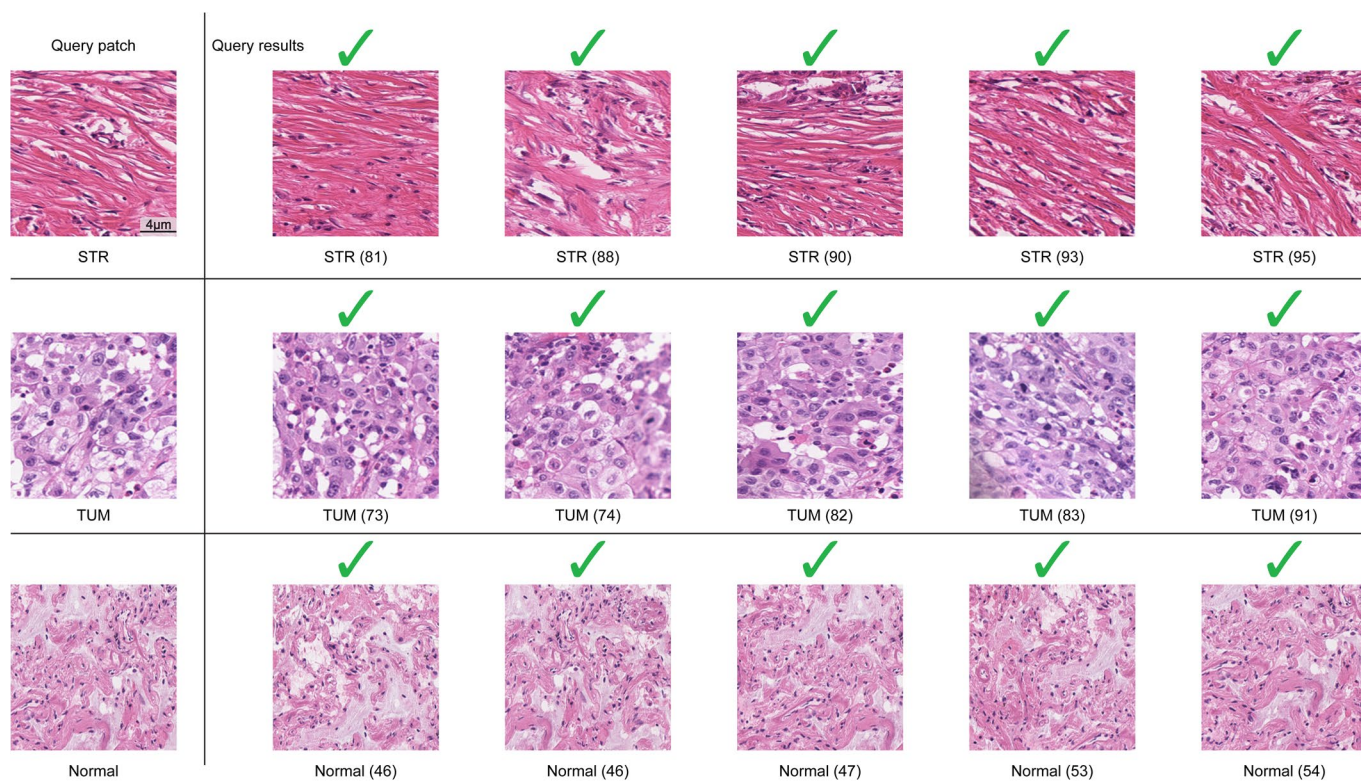 Query patch
Query results
4μm
STR
STR (81)
STR (88)
STR (90)
STR (93)
STR (95)
TUM
TUM (73)
TUM (74)
TUM (82)
TUM (83)
TUM (91)
Normal
Normal (46)
Normal (46)
Normal (47)
Normal (53)
Normal (54)